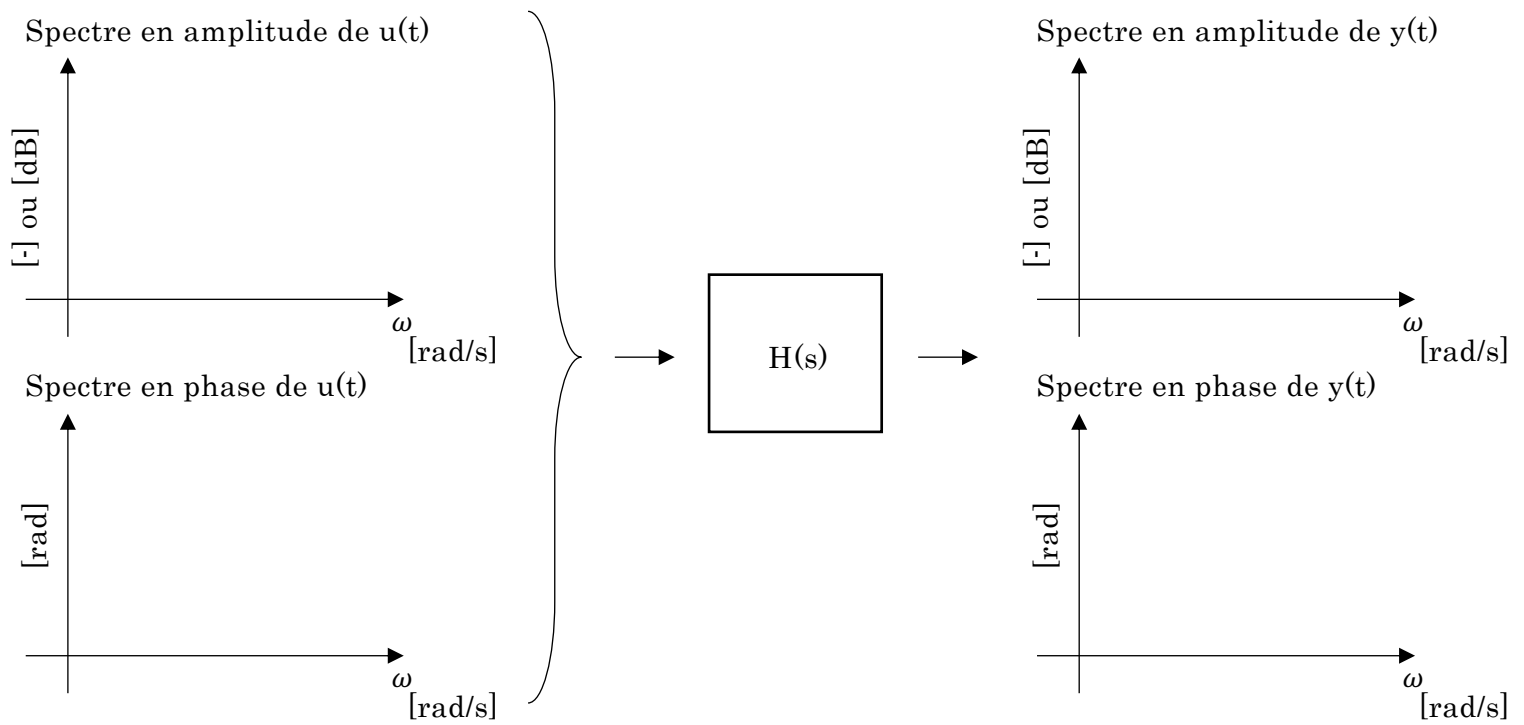 Spectre en amplitude de u(t)
[-] ou [dB]
ω
[rad/s]
Spectre en phase de u(t)
[rad]
ω
[rad/s]
H(s)
Spectre en amplitude de y(t)
[-] ou [dB]
ω
[rad/s]
Spectre en phase de y(t)
[rad]
ω
[rad/s]